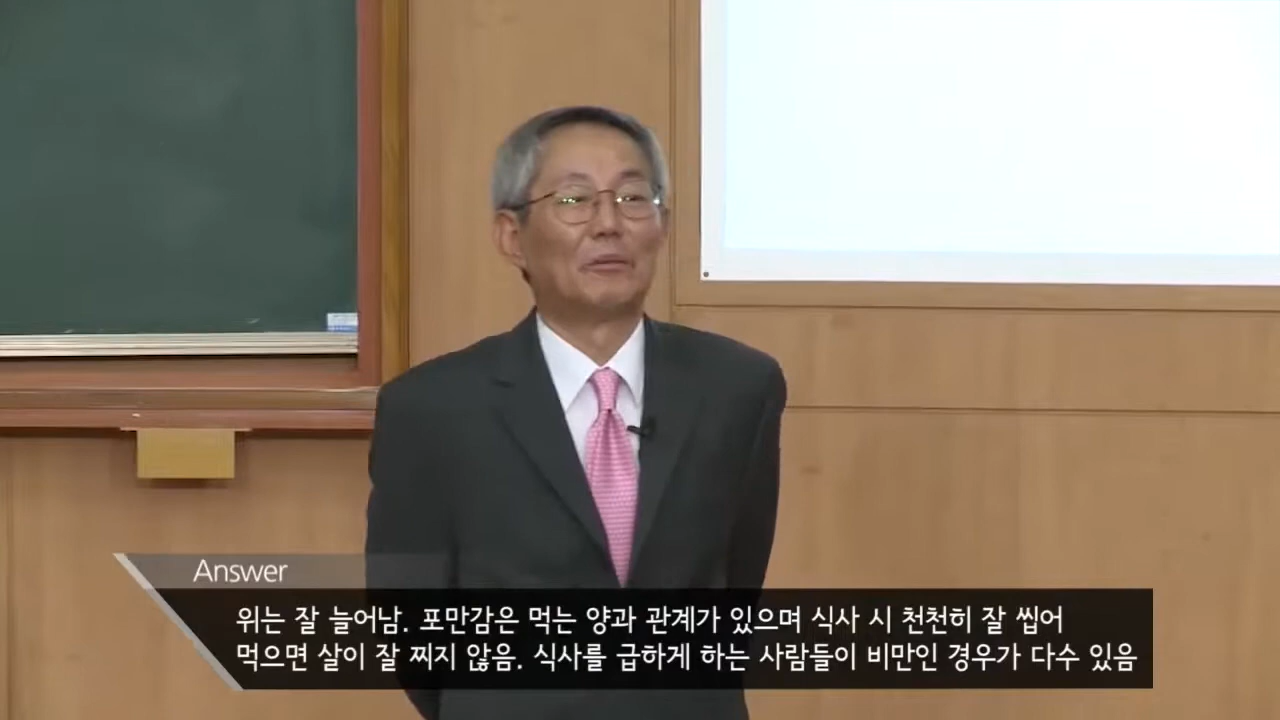 Answer
위는 잘 늘어남. 포만감은 먹는 양과 관계가 있으며 식사 시 천천히 잘 씹어
먹으면 살이 잘 찌지 않음. 식사를 급하게 하는 사람들이 비만인 경우가 다수 있음